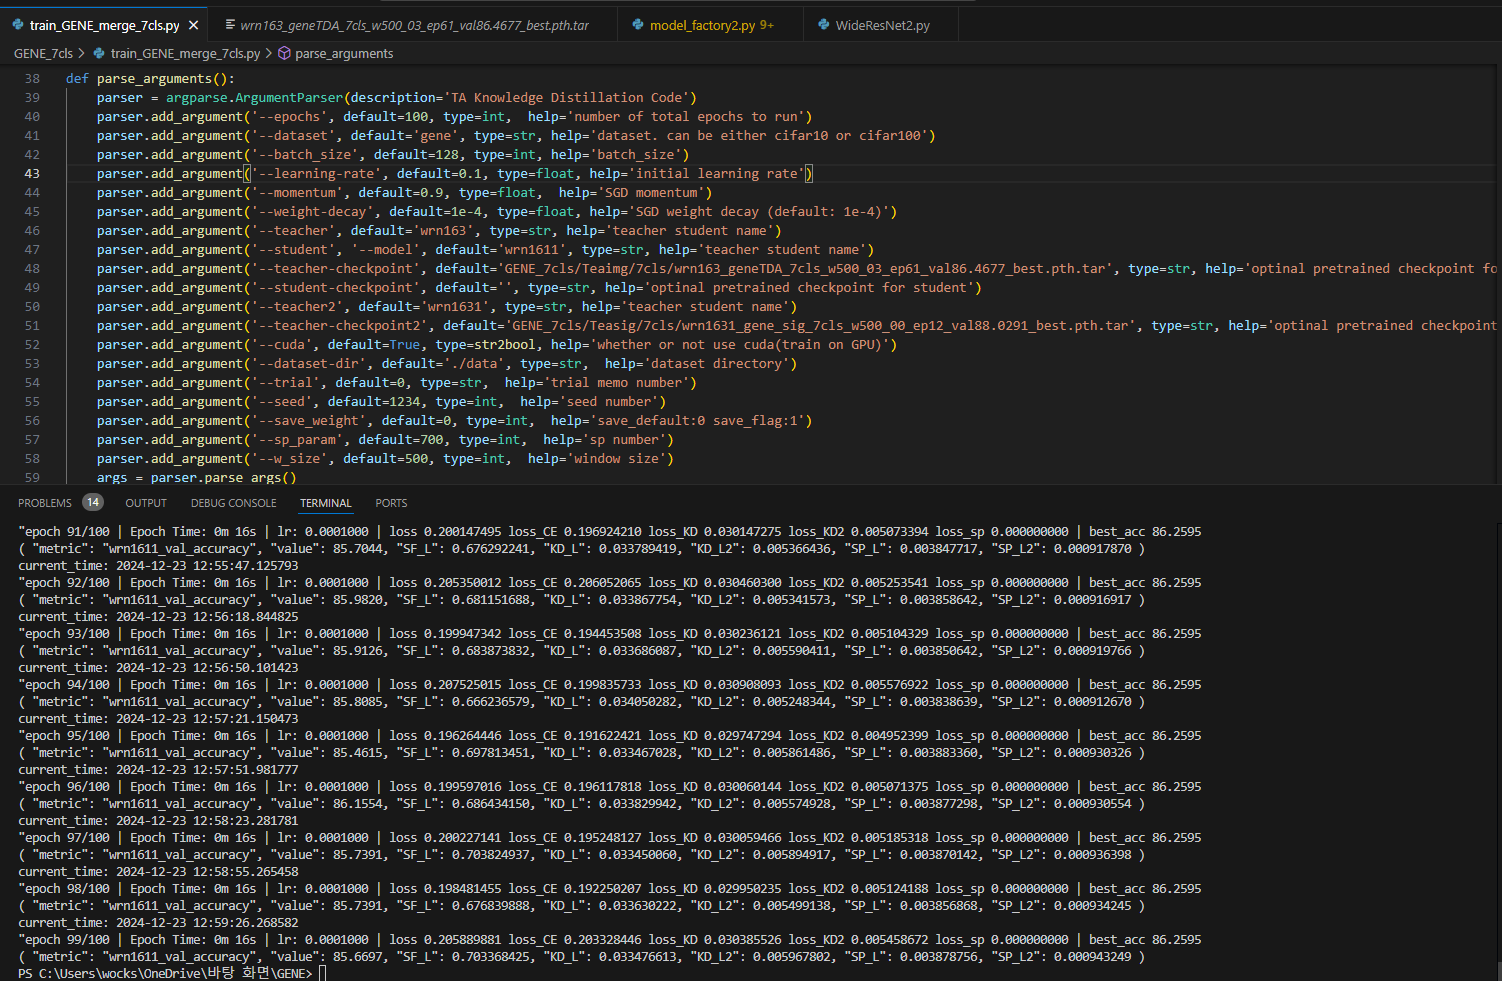 train_GENE_merge_7cls.py
wrn163_geneTDA_7cls_w500_03_ep61_val86.4677_best.pth.tar
model_factory2.py 9+
WideResNet2.py
GENE_7cls > train_GENE_merge_7cls.py > parse_arguments
38 def parse_arguments():
39 parser = argparse.ArgumentParser(description='TA Knowledge Distillation Code')
40 parser.add_argument('--epochs', default=100, type=int,  help='number of total epochs to run')
41 parser.add_argument('--dataset', default='gene', type=str, help='dataset. can be either cifar10 or cifar100')
42 parser.add_argument('--batch_size', default=128, type=int, help='batch_size')
43 parser.add_argument('--learning-rate', default=0.1, type=float, help='initial learning rate')
44 parser.add_argument('--momentum', default=0.9, type=float,  help='SGD momentum')
45 parser.add_argument('--weight-decay', default=1e-4, type=float, help='SGD weight decay (default: 1e-4)')
46 parser.add_argument('--teacher', default='wrn163', type=str, help='teacher student name')
47 parser.add_argument('--student', '--model', default='wrn1611', type=str, help='teacher student name')
48 parser.add_argument('--teacher-checkpoint', default='GENE_7cls/Teaimg/7cls/wrn163_geneTDA_7cls_w500_03_ep61_val86.4677_best.pth.tar', type=str, help='optinal pretrained checkpoint fo
49 parser.add_argument('--student-checkpoint', default='', type=str, help='optinal pretrained checkpoint for student')
50 parser.add_argument('--teacher2', default='wrn1631', type=str, help='teacher student name')
51 parser.add_argument('--teacher-checkpoint2', default='GENE_7cls/Teasig/7cls/wrn1631_gene_sig_7cls_w500_00_ep12_val88.0291_best.pth.tar', type=str, help='optinal pretrained checkpoint
52 parser.add_argument('--cuda', default=True, type=str2bool, help='whether or not use cuda(train on GPU)')
53 parser.add_argument('--dataset-dir', default='./data', type=str,  help='dataset directory')
54 parser.add_argument('--trial', default=0, type=str,  help='trial memo number')
55 parser.add_argument('--seed', default=1234, type=int,  help='seed number')
56 parser.add_argument('--save_weight', default=0, type=int,  help='save_default:0 save_flag:1')
57 parser.add_argument('--sp_param', default=700, type=int,  help='sp number')
58 parser.add_argument('--w_size', default=500, type=int,  help='window size')
59 args = parser.parse_args()
PROBLEMS 14 OUTPUT DEBUG CONSOLE TERMINAL PORTS
"epoch 91/100 | Epoch Time: 0m 16s | lr: 0.0001000 | loss 0.200147495 loss_CE 0.196924210 loss_KD 0.030147275 loss_KD2 0.005073394 loss_sp 0.000000000 | best_acc 86.2595
( "metric": "wrn1611_val_accuracy", "value": 85.7044, "SF_L": 0.676292241, "KD_L": 0.033789419, "KD_L2": 0.005366436, "SP_L": 0.003847717, "SP_L2": 0.000917870 )
current_time: 2024-12-23 12:55:47.125793
"epoch 92/100 | Epoch Time: 0m 16s | lr: 0.0001000 | loss 0.205350012 loss_CE 0.206052065 loss_KD 0.030460300 loss_KD2 0.005253541 loss_sp 0.000000000 | best_acc 86.2595
( "metric": "wrn1611_val_accuracy", "value": 85.9820, "SF_L": 0.681151688, "KD_L": 0.033867754, "KD_L2": 0.005341573, "SP_L": 0.003858642, "SP_L2": 0.000916917 )
current_time: 2024-12-23 12:56:18.844825
"epoch 93/100 | Epoch Time: 0m 16s | lr: 0.0001000 | loss 0.199947342 loss_CE 0.194453508 loss_KD 0.030236121 loss_KD2 0.005104329 loss_sp 0.000000000 | best_acc 86.2595
( "metric": "wrn1611_val_accuracy", "value": 85.9126, "SF_L": 0.683873832, "KD_L": 0.033686087, "KD_L2": 0.005590411, "SP_L": 0.003850642, "SP_L2": 0.000919766 )
current_time: 2024-12-23 12:56:50.101423
"epoch 94/100 | Epoch Time: 0m 16s | lr: 0.0001000 | loss 0.207525015 loss_CE 0.199835733 loss_KD 0.030908093 loss_KD2 0.005576922 loss_sp 0.000000000 | best_acc 86.2595
( "metric": "wrn1611_val_accuracy", "value": 85.8085, "SF_L": 0.666236579, "KD_L": 0.034050282, "KD_L2": 0.005248344, "SP_L": 0.003838639, "SP_L2": 0.000912670 )
current_time: 2024-12-23 12:57:21.150473
"epoch 95/100 | Epoch Time: 0m 16s | lr: 0.0001000 | loss 0.196264446 loss_CE 0.191622421 loss_KD 0.029747294 loss_KD2 0.004952399 loss_sp 0.000000000 | best_acc 86.2595
( "metric": "wrn1611_val_accuracy", "value": 85.4615, "SF_L": 0.697813451, "KD_L": 0.033467028, "KD_L2": 0.005861486, "SP_L": 0.003883360, "SP_L2": 0.000930326 )
current_time: 2024-12-23 12:57:51.981777
"epoch 96/100 | Epoch Time: 0m 16s | lr: 0.0001000 | loss 0.199597016 loss_CE 0.196117818 loss_KD 0.030060144 loss_KD2 0.005071375 loss_sp 0.000000000 | best_acc 86.2595
( "metric": "wrn1611_val_accuracy", "value": 86.1554, "SF_L": 0.686434150, "KD_L": 0.033829942, "KD_L2": 0.005574928, "SP_L": 0.003877298, "SP_L2": 0.000930554 )
current_time: 2024-12-23 12:58:23.281781
"epoch 97/100 | Epoch Time: 0m 16s | lr: 0.0001000 | loss 0.200227141 loss_CE 0.195248127 loss_KD 0.030059466 loss_KD2 0.005185318 loss_sp 0.000000000 | best_acc 86.2595
( "metric": "wrn1611_val_accuracy", "value": 85.7391, "SF_L": 0.703824937, "KD_L": 0.033450060, "KD_L2": 0.005894917, "SP_L": 0.003870142, "SP_L2": 0.000936398 )
current_time: 2024-12-23 12:58:55.265458
"epoch 98/100 | Epoch Time: 0m 16s | lr: 0.0001000 | loss 0.198481455 loss_CE 0.192250207 loss_KD 0.029950235 loss_KD2 0.005124188 loss_sp 0.000000000 | best_acc 86.2595
( "metric": "wrn1611_val_accuracy", "value": 85.7391, "SF_L": 0.676839888, "KD_L": 0.033630222, "KD_L2": 0.005499138, "SP_L": 0.003856868, "SP_L2": 0.000934245 )
current_time: 2024-12-23 12:59:26.268582
"epoch 99/100 | Epoch Time: 0m 16s | lr: 0.0001000 | loss 0.205889881 loss_CE 0.203328446 loss_KD 0.030385526 loss_KD2 0.005458672 loss_sp 0.000000000 | best_acc 86.2595
( "metric": "wrn1611_val_accuracy", "value": 85.6697, "SF_L": 0.703368425, "KD_L": 0.033476613, "KD_L2": 0.005967802, "SP_L": 0.003878756, "SP_L2": 0.000943249 )
PS C:\Users\wocks\OneDrive\바탕 화면\GENE>